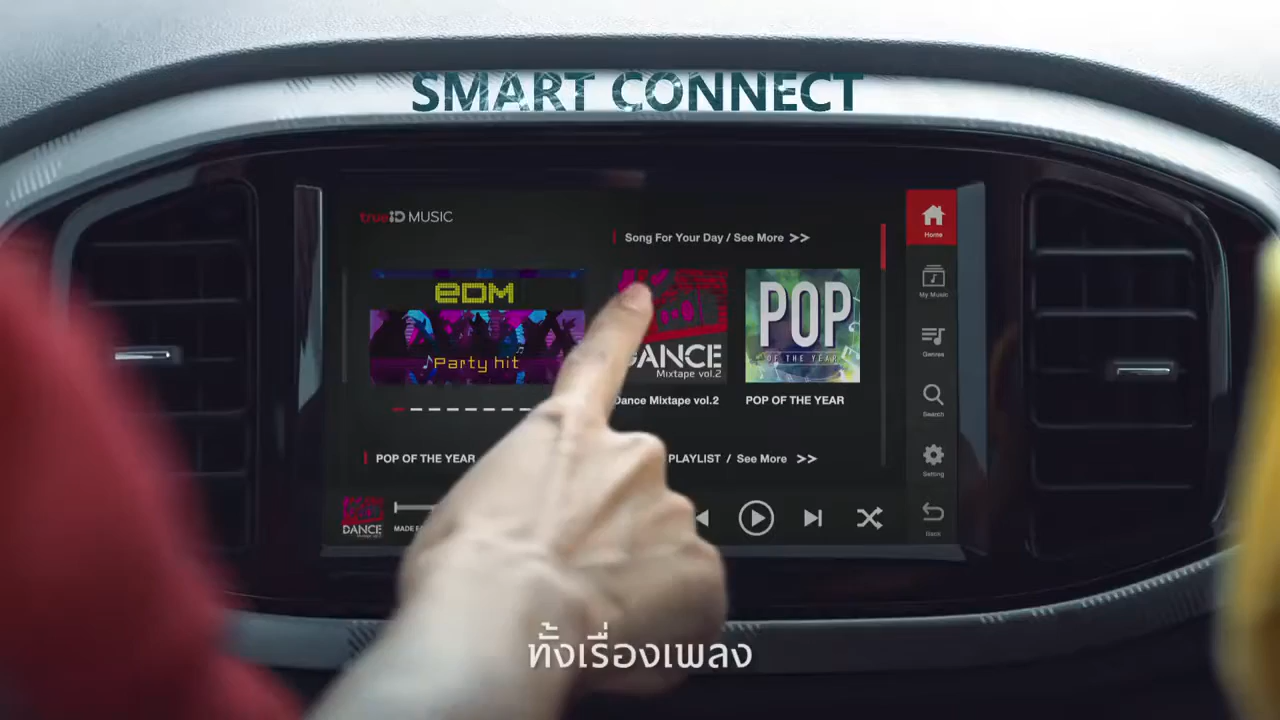 SMART CONNECT
trueiD MUSIC
Song For Your Day / See More >>
Home
My Music
Genres
Search
Setting
Back
EDM
♪Party hit
DANCE
Mixtape vol.2
POP
OF THE YEAR
Dance Mixtape vol.2
POP OF THE YEAR
POP OF THE YEAR
PLAYLIST / See More >>
DANCE
MADE
ทั้งเรื่องเพลง